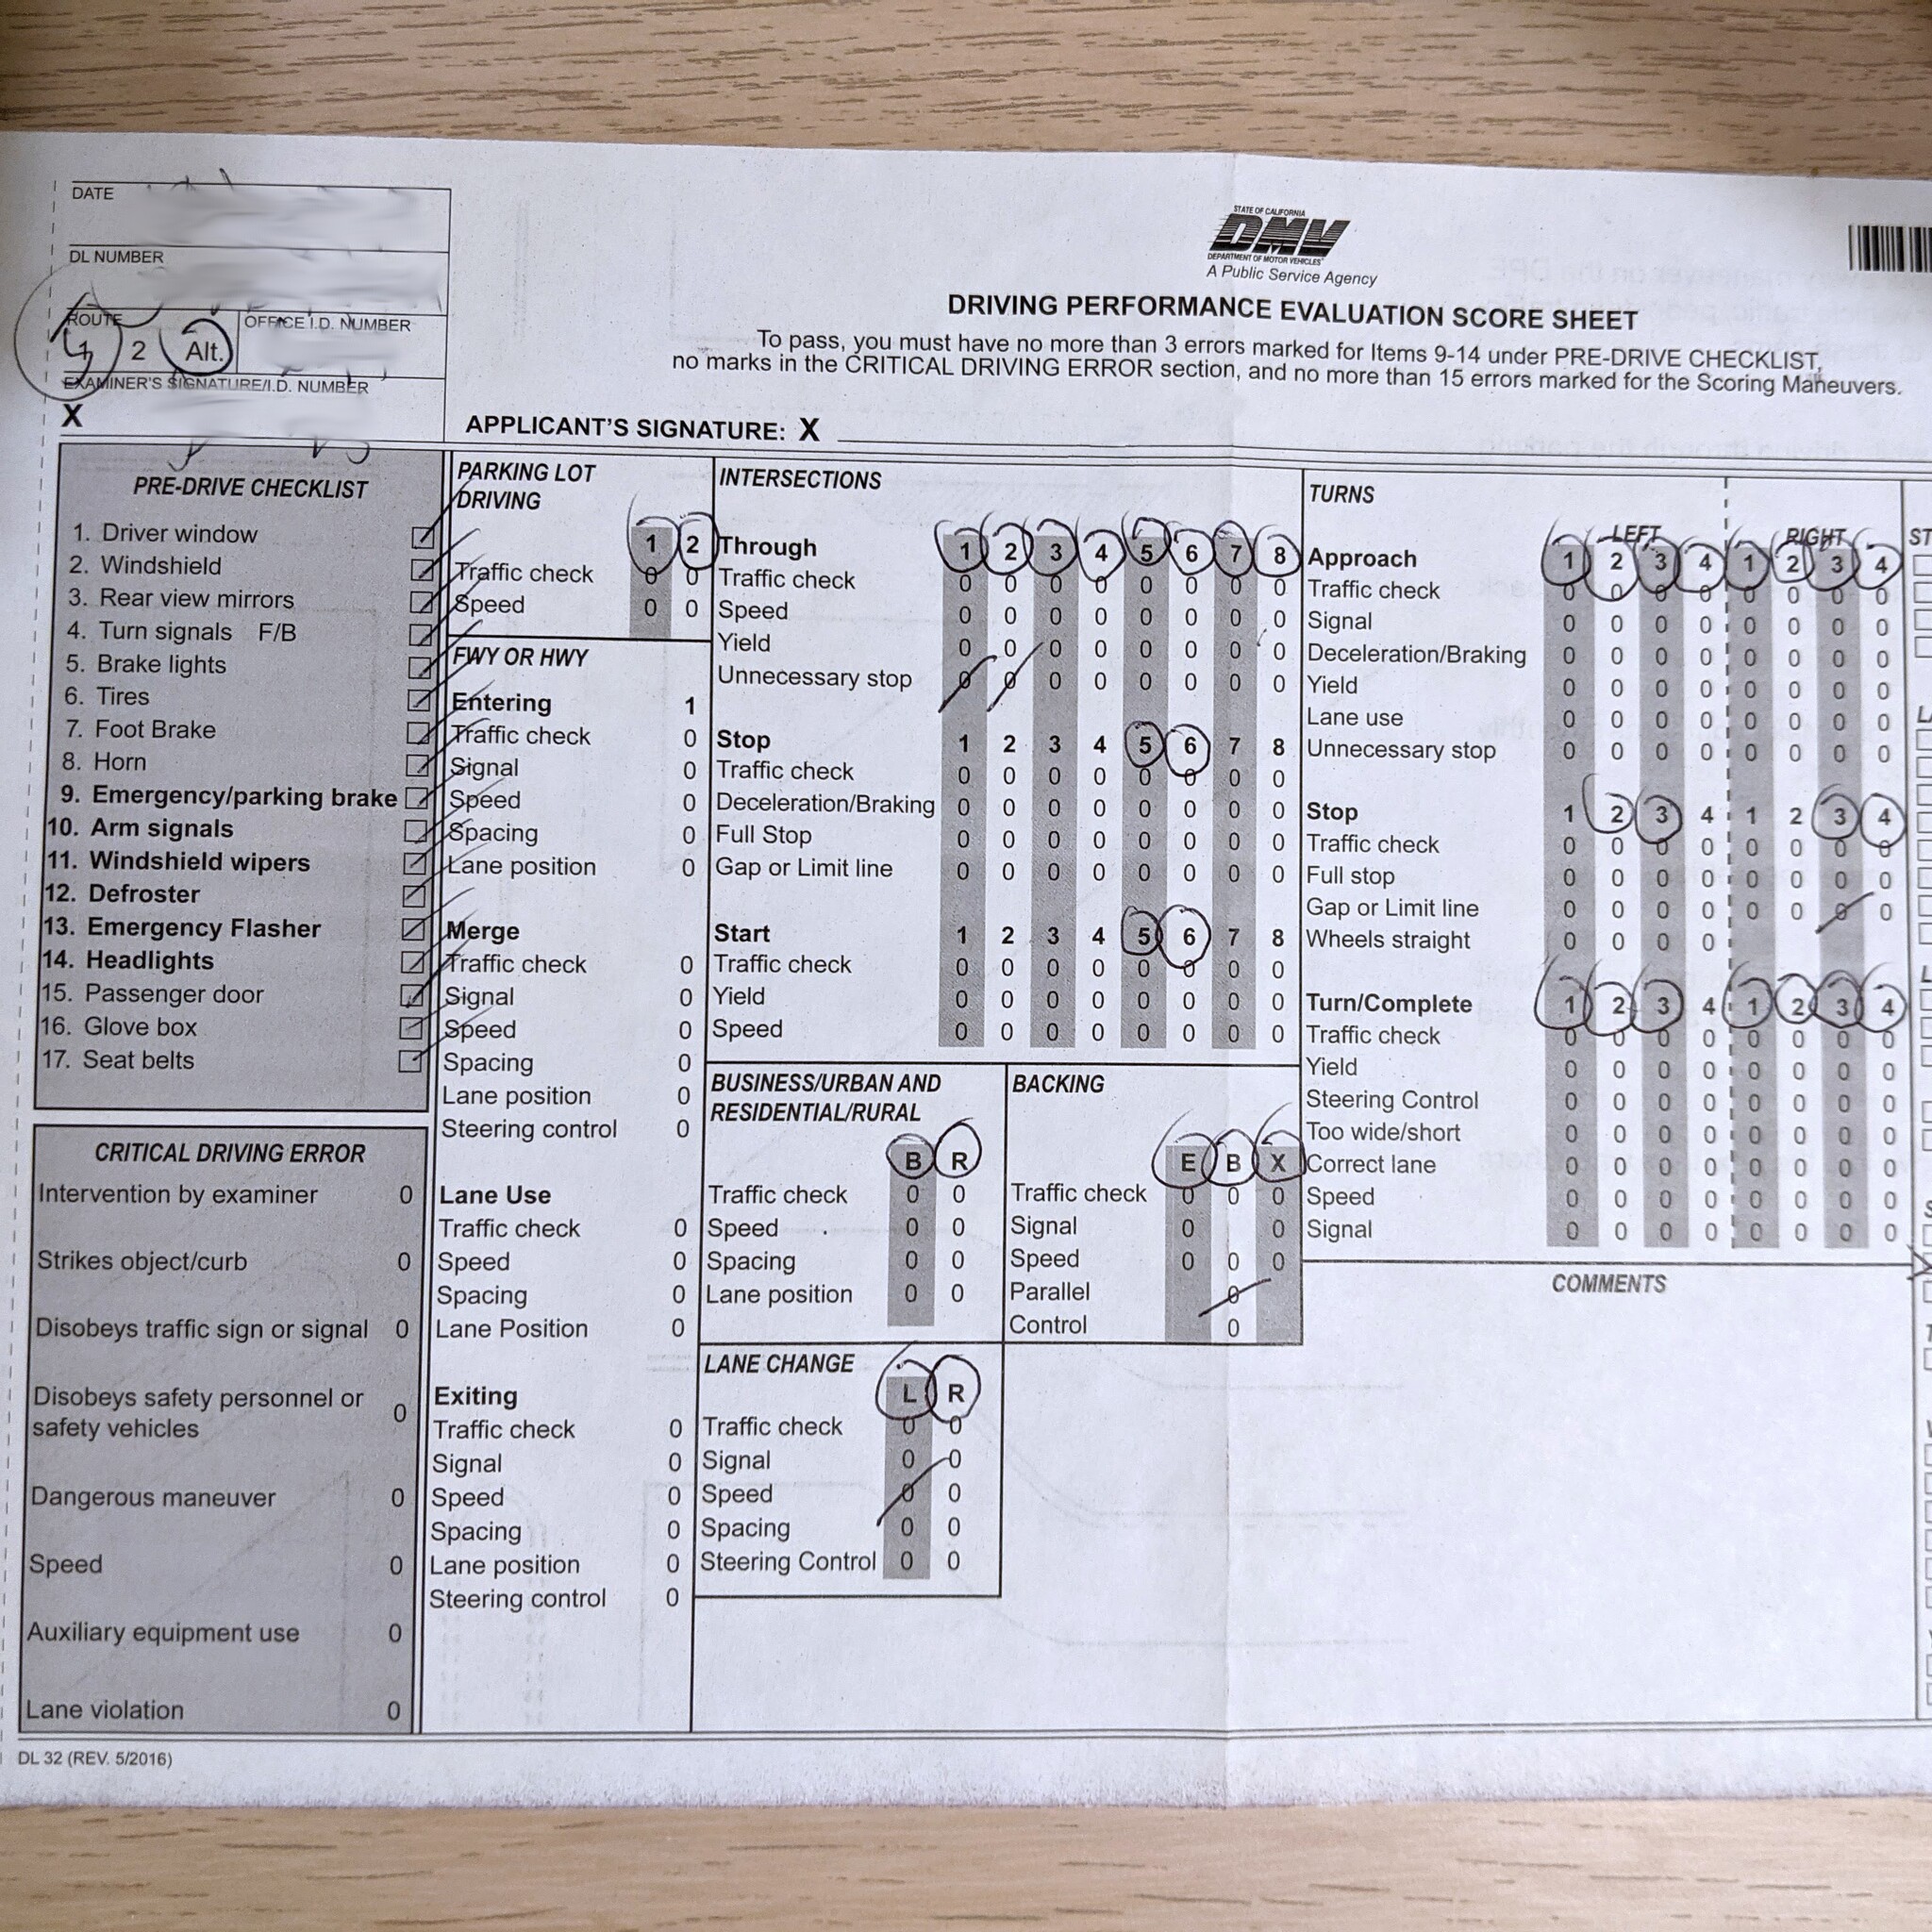 DATE
DL NUMBER
ROUTE
1 2 Alt.
OFFICE I.D. NUMBER
EXAMINER'S SIGNATURE/I.D. NUMBER
X
STATE OF CALIFORNIA
DMV
DEPARTMENT OF MOTOR VEHICLES
A Public Service Agency
DRIVING PERFORMANCE EVALUATION SCORE SHEET
To pass, you must have no more than 3 errors marked for Items 9-14 under PRE-DRIVE CHECKLIST,
no marks in the CRITICAL DRIVING ERROR section, and no more than 15 errors marked for the Scoring Maneuvers.
APPLICANT'S SIGNATURE: X
PRE-DRIVE CHECKLIST
1. Driver window
2. Windshield
3. Rear view mirrors
4. Turn signals F/B
5. Brake lights
6. Tires
7. Foot Brake
8. Horn
9. Emergency/parking brake
10. Arm signals
11. Windshield wipers
12. Defroster
13. Emergency Flasher
14. Headlights
15. Passenger door
16. Glove box
17. Seat belts
CRITICAL DRIVING ERROR
Intervention by examiner 0
Strikes object/curb 0
Disobeys traffic sign or signal 0
Disobeys safety personnel or
safety vehicles 0
Dangerous maneuver 0
Speed 0
Auxiliary equipment use 0
Lane violation 0
DL 32 (REV. 5/2016)
PARKING LOT
DRIVING
1 2
Traffic check 0 0
Speed 0 0
FWY OR HWY
Entering 1
Traffic check 0
Signal 0
Speed 0
Spacing 0
Lane position 0
Merge
Traffic check 0
Signal 0
Speed 0
Spacing 0
Lane position 0
Steering control 0
Lane Use
Traffic check 0
Speed 0
Spacing 0
Lane Position 0
Exiting
Traffic check 0
Signal 0
Speed 0
Spacing 0
Lane position 0
Steering control 0
INTERSECTIONS
Through 1 2 3 4 5 6 7 8
Traffic check 0 0 0 0 0 0 0 0
Speed 0 0 0 0 0 0 0 0
Yield 0 0 0 0 0 0 0 0
Unnecessary stop 0 0 0 0 0 0 0 0
Stop 1 2 3 4 5 6 7 8
Traffic check 0 0 0 0 0 0 0 0
Deceleration/Braking 0 0 0 0 0 0 0 0
Full Stop 0 0 0 0 0 0 0 0
Gap or Limit line 0 0 0 0 0 0 0 0
Start 1 2 3 4 5 6 7 8
Traffic check 0 0 0 0 0 0 0 0
Yield 0 0 0 0 0 0 0 0
Speed 0 0 0 0 0 0 0 0
BUSINESS/URBAN AND
RESIDENTIAL/RURAL
B R
Traffic check 0 0
Speed 0 0
Spacing 0 0
Lane position 0 0
LANE CHANGE
L R
Traffic check 0 0
Signal 0 0
Speed 0 0
Spacing 0 0
Steering Control 0 0
BACKING
E B X
Traffic check 0 0 0
Signal 0 0
Speed 0 0 0
Parallel 0
Control 0
TURNS
LEFT RIGHT
Approach 1 2 3 4 1 2 3 4
Traffic check 0 0 0 0 0 0 0 0
Signal 0 0 0 0 0 0 0 0
Deceleration/Braking 0 0 0 0 0 0 0 0
Yield 0 0 0 0 0 0 0 0
Lane use 0 0 0 0 0 0 0 0
Unnecessary stop 0 0 0 0 0 0 0 0
Stop 1 2 3 4 1 2 3 4
Traffic check 0 0 0 0 0 0 0 0
Full stop 0 0 0 0 0 0 0 0
Gap or Limit line 0 0 0 0 0 0 0 0
Wheels straight 0 0 0 0
Turn/Complete 1 2 3 4 1 2 3 4
Traffic check 0 0 0 0 0 0 0 0
Yield 0 0 0 0 0 0 0 0
Steering Control 0 0 0 0 0 0 0 0
Too wide/short 0 0 0 0 0 0 0 0
Correct lane 0 0 0 0 0 0 0 0
Speed 0 0 0 0 0 0 0 0
Signal 0 0 0 0 0 0 0 0
COMMENTS
ST